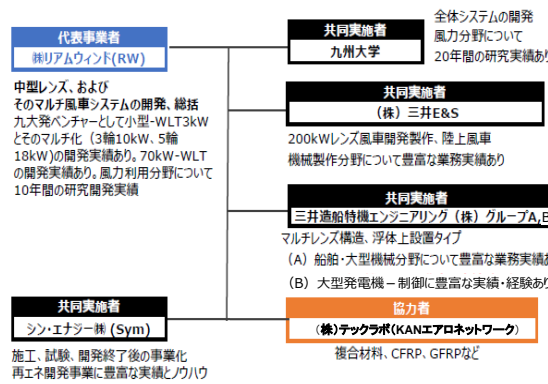 代表事業者
㈱リアムウィンド(RW)
中型レンズ、および
そのマルチ風車システムの開発、総括
九大発ベンチャーとして小型-WLT3kW
とそのマルチ化（3輪10kW、5輪
18kW)の開発実績あり。70kW-WLT
の開発実績あり。風力利用分野について
10年間の研究開発実績
共同実施者
シン・エナジー㈱ (Sym)
施工、試験、開発終了後の事業化
再エネ開発事業に豊富な実績とノウハウ
共同実施者
九州大学
全体システムの開発
風力分野について
20年間の研究実績あり
共同実施者
（株）三井E&S
200kWレンズ風車開発製作、陸上風車
機械製作分野について豊富な業務実績あり
共同実施者
三井造船特機エンジニアリング（株）グループA,B
マルチレンズ構造、浮体上設置タイプ
（A）船舶・大型機械分野について豊富な業務実績あ
（B）大型発電機－制御に豊富な実績・経験あり
協力者
（株）テックラボ(KANエアロネットワーク)
複合材料、CFRP、GFRPなど